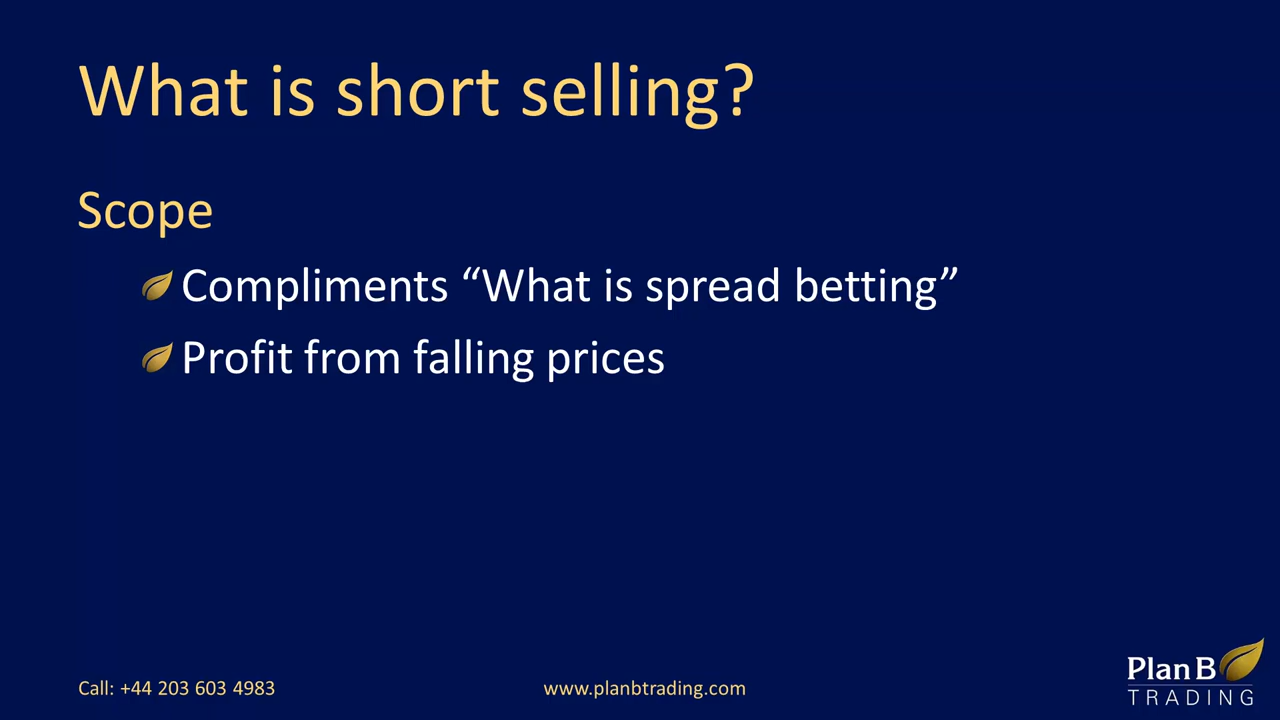 What is short selling?
Scope
Compliments “What is spread betting”
Profit from falling prices
Call: +44 203 603 4983
www.planbtrading.com
Plan B
TRADING